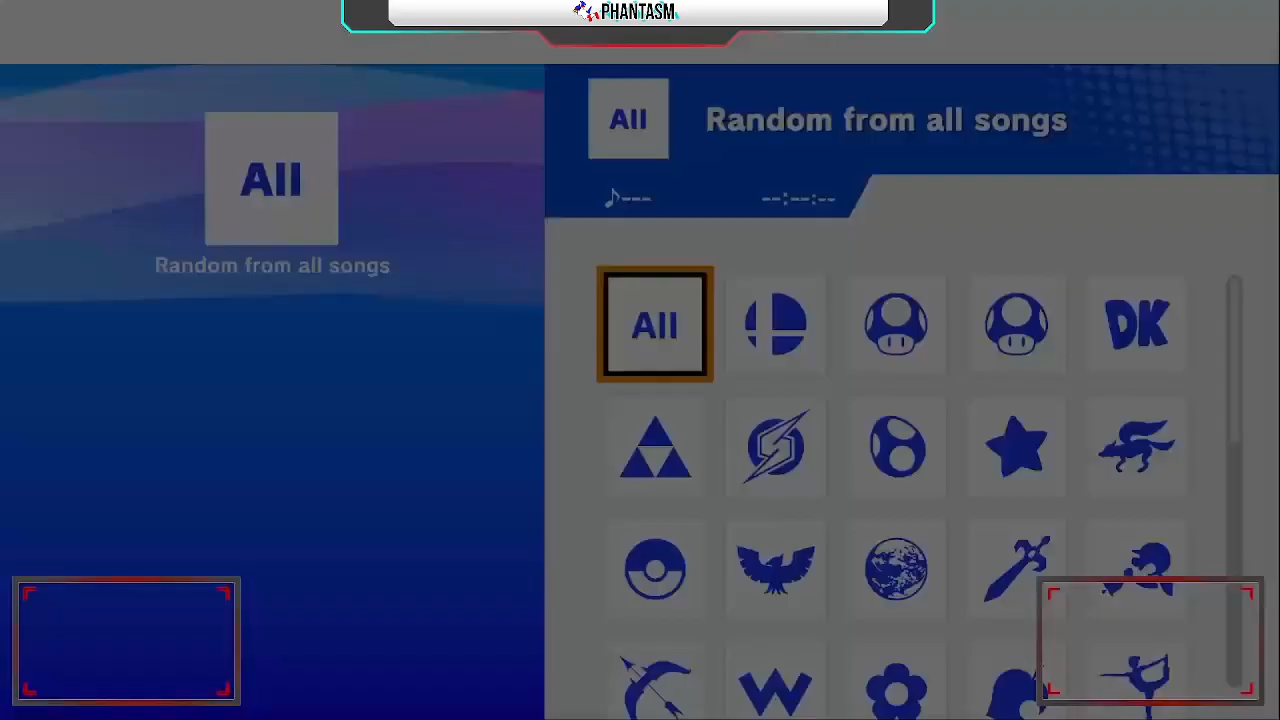 PHANTASM
All
Random from all songs
All
Random from all songs
♪---
--:--:--
All
DK